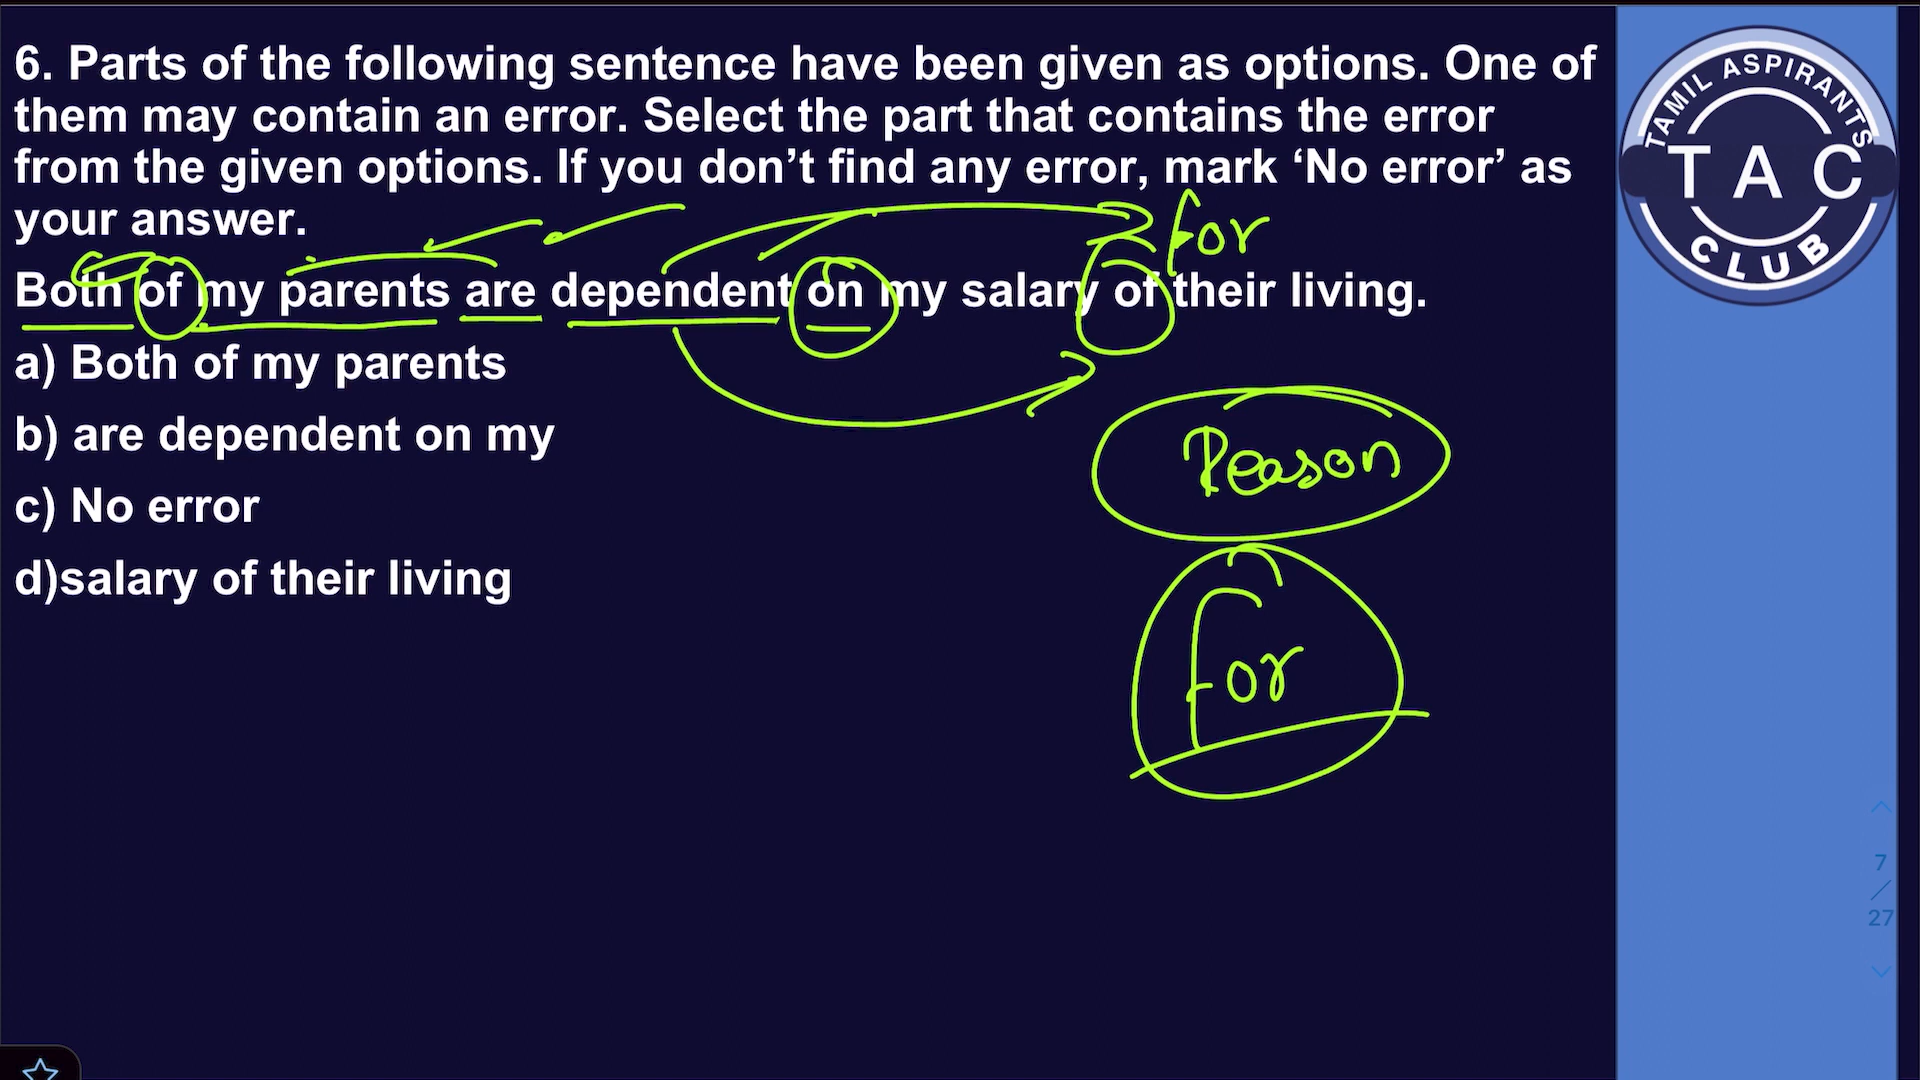 6. Parts of the following sentence have been given as options. One of
them may contain an error. Select the part that contains the error
from the given options. If you don’t find any error, mark ‘No error’ as
your answer.
for
Both of my parents are dependent on my salary of their living.
a) Both of my parents
b) are dependent on my
c) No error
d)salary of their living
Reason
for
TAMIL ASPIRANTS
TAC
CLUB
7
/
27